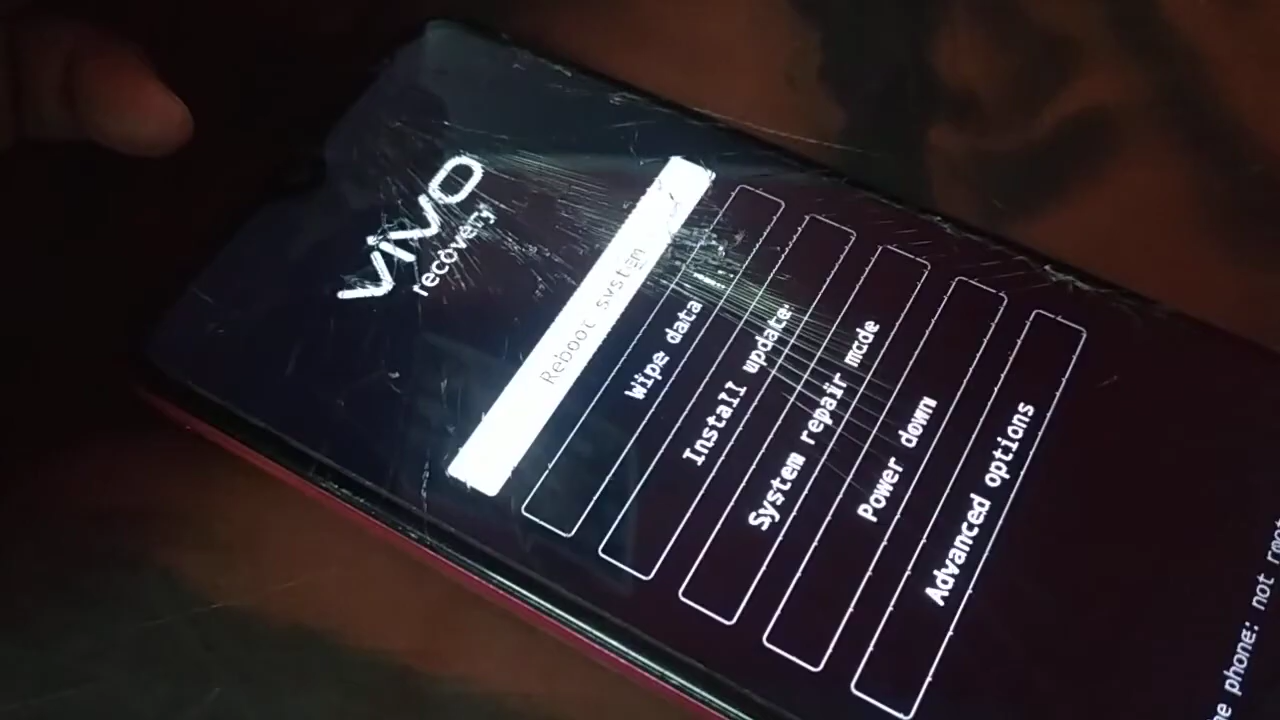 vivo
recovery
Reboot system
Wipe data
Install update
System repair mode
Power down
Advanced options
phone: not